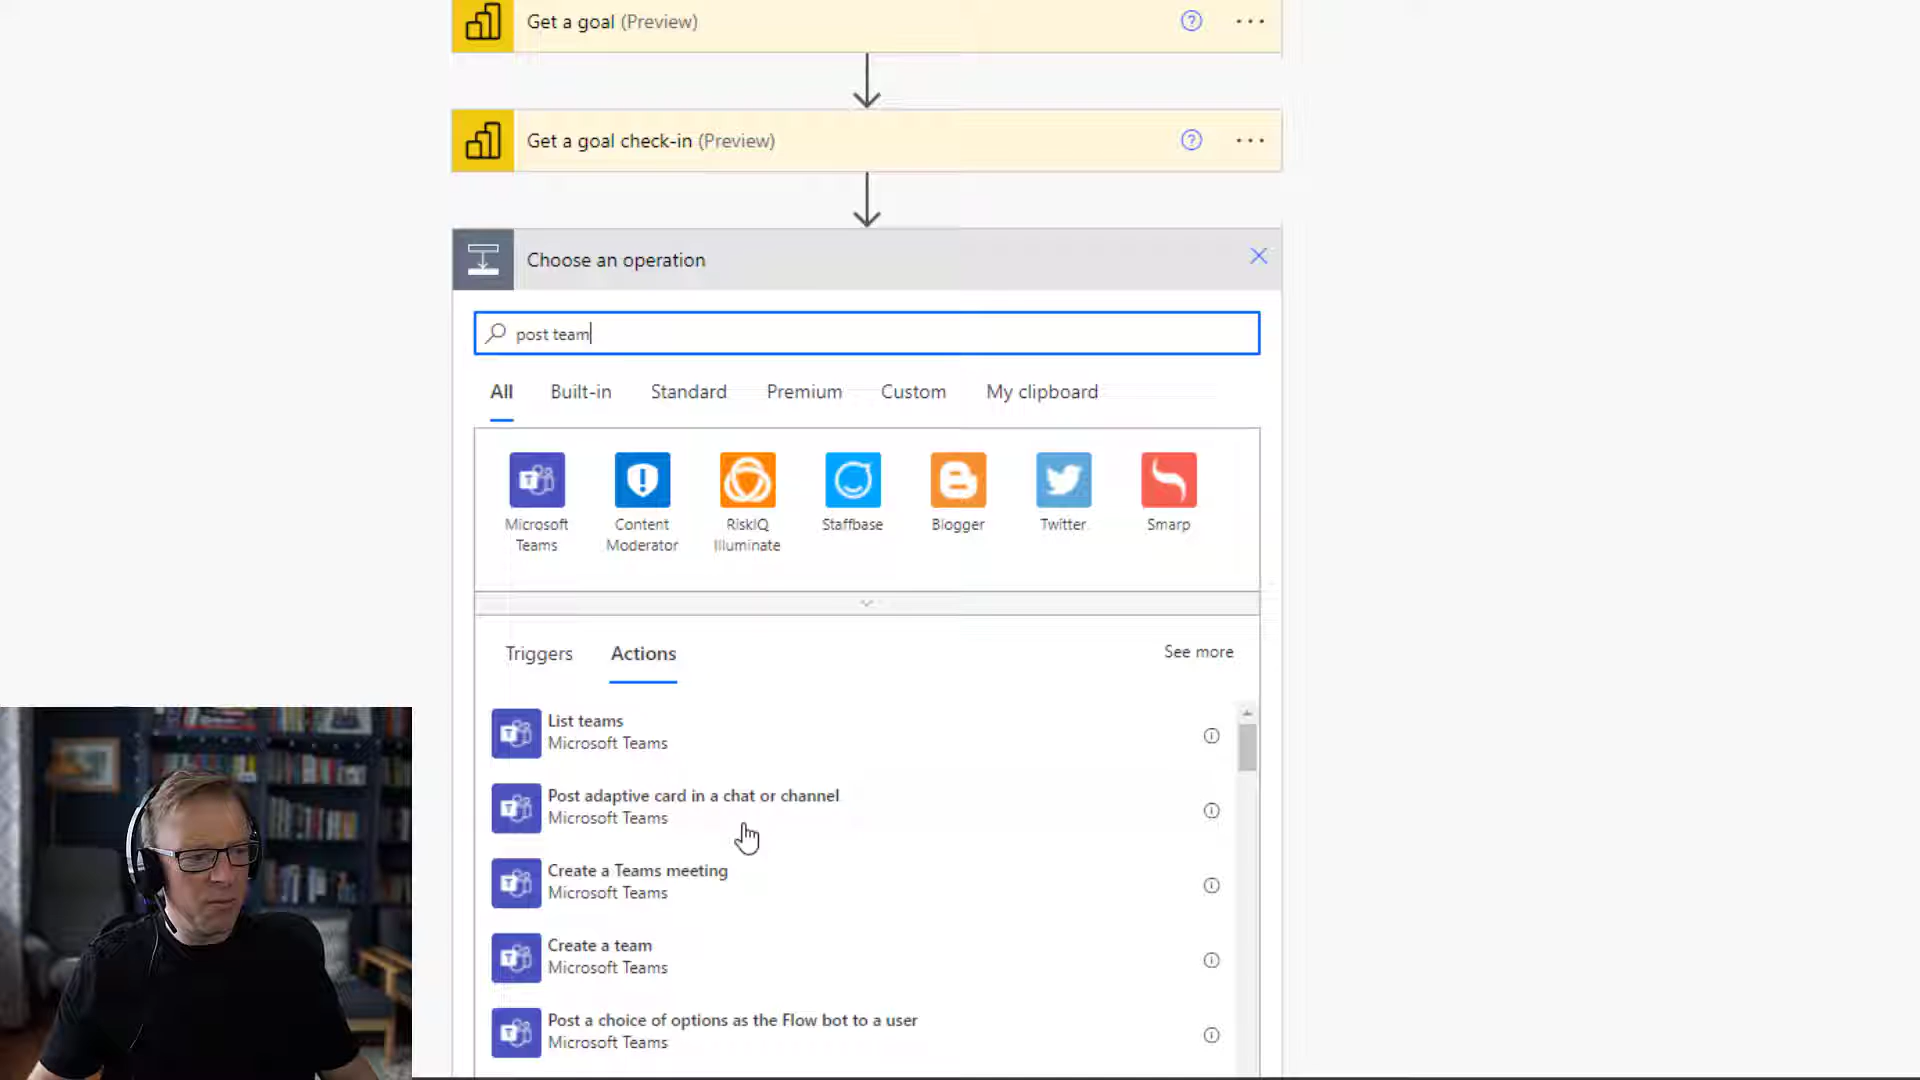 Get a goal (Preview)
Get a goal check-in (Preview)
Choose an operation
post team
All Built-in Standard Premium Custom My clipboard
Microsoft Teams
Content Moderator
RiskIQ Illuminate
Staffbase
Blogger
Twitter
Smarp
Triggers Actions See more
List teams
Microsoft Teams
Post adaptive card in a chat or channel
Microsoft Teams
Create a Teams meeting
Microsoft Teams
Create a team
Microsoft Teams
Post a choice of options as the Flow bot to a user
Microsoft Teams